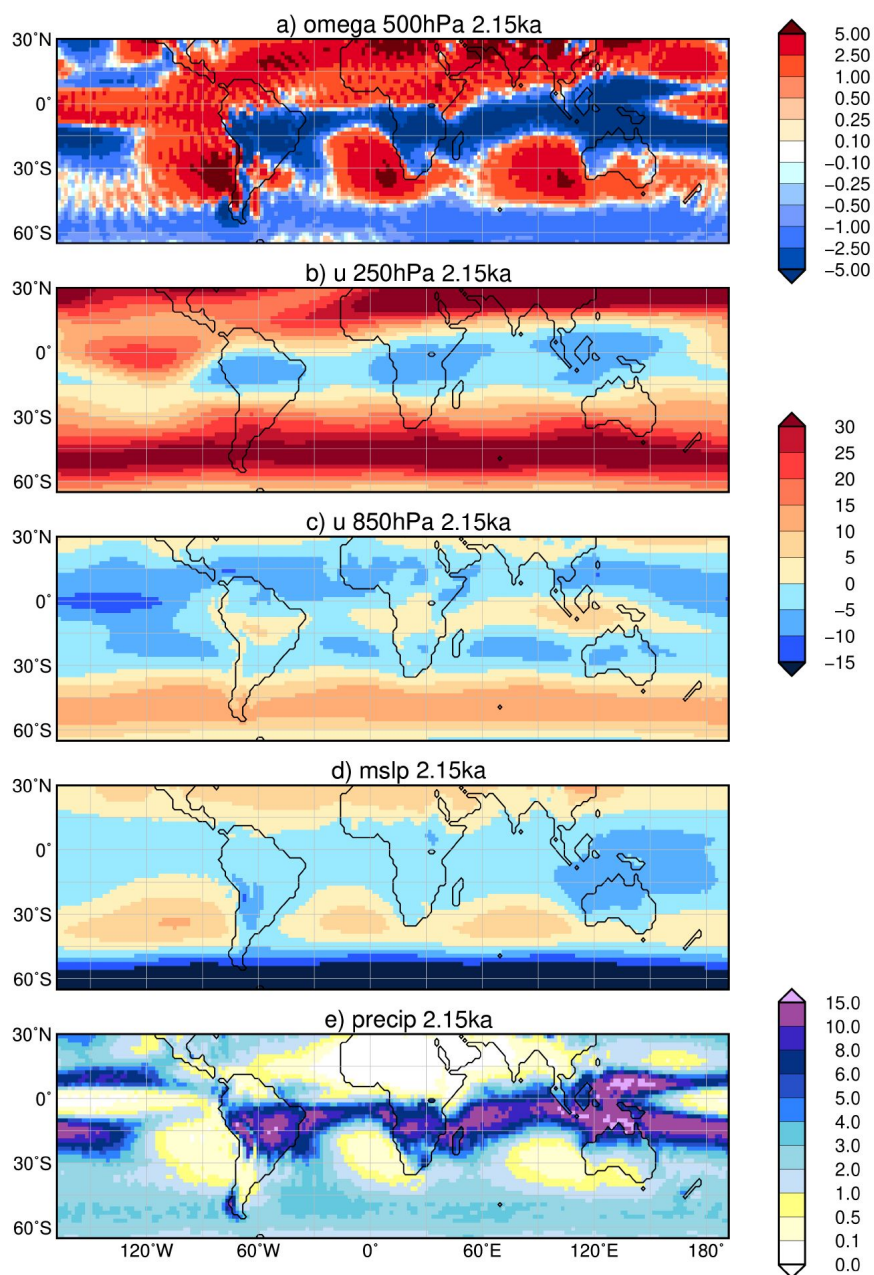 a) omega 500hPa 2.15ka
30˚N
0˚
30˚S
60˚S
5.00
2.50
1.00
0.50
0.25
0.10
−0.10
−0.25
−0.50
−1.00
−2.50
−5.00
b) u 250hPa 2.15ka
30˚N
0˚
30˚S
60˚S
c) u 850hPa 2.15ka
30˚N
0˚
30˚S
60˚S
30
25
20
15
10
5
0
−5
−10
−15
d) mslp 2.15ka
30˚N
0˚
30˚S
60˚S
e) precip 2.15ka
30˚N
0˚
30˚S
60˚S
120˚W 60˚W 0˚ 60˚E 120˚E 180˚
15.0
10.0
8.0
6.0
5.0
4.0
3.0
2.0
1.0
0.5
0.1
0.0